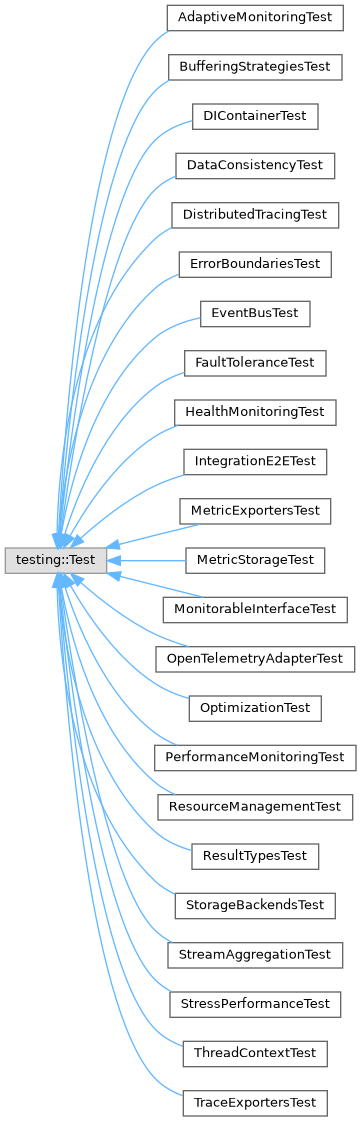 AdaptiveMonitoringTest
BufferingStrategiesTest
DIContainerTest
DataConsistencyTest
DistributedTracingTest
ErrorBoundariesTest
EventBusTest
FaultToleranceTest
HealthMonitoringTest
IntegrationE2ETest
MetricExportersTest
testing::Test
MetricStorageTest
MonitorableInterfaceTest
OpenTelemetryAdapterTest
OptimizationTest
PerformanceMonitoringTest
ResourceManagementTest
ResultTypesTest
StorageBackendsTest
StreamAggregationTest
StressPerformanceTest
ThreadContextTest
TraceExportersTest